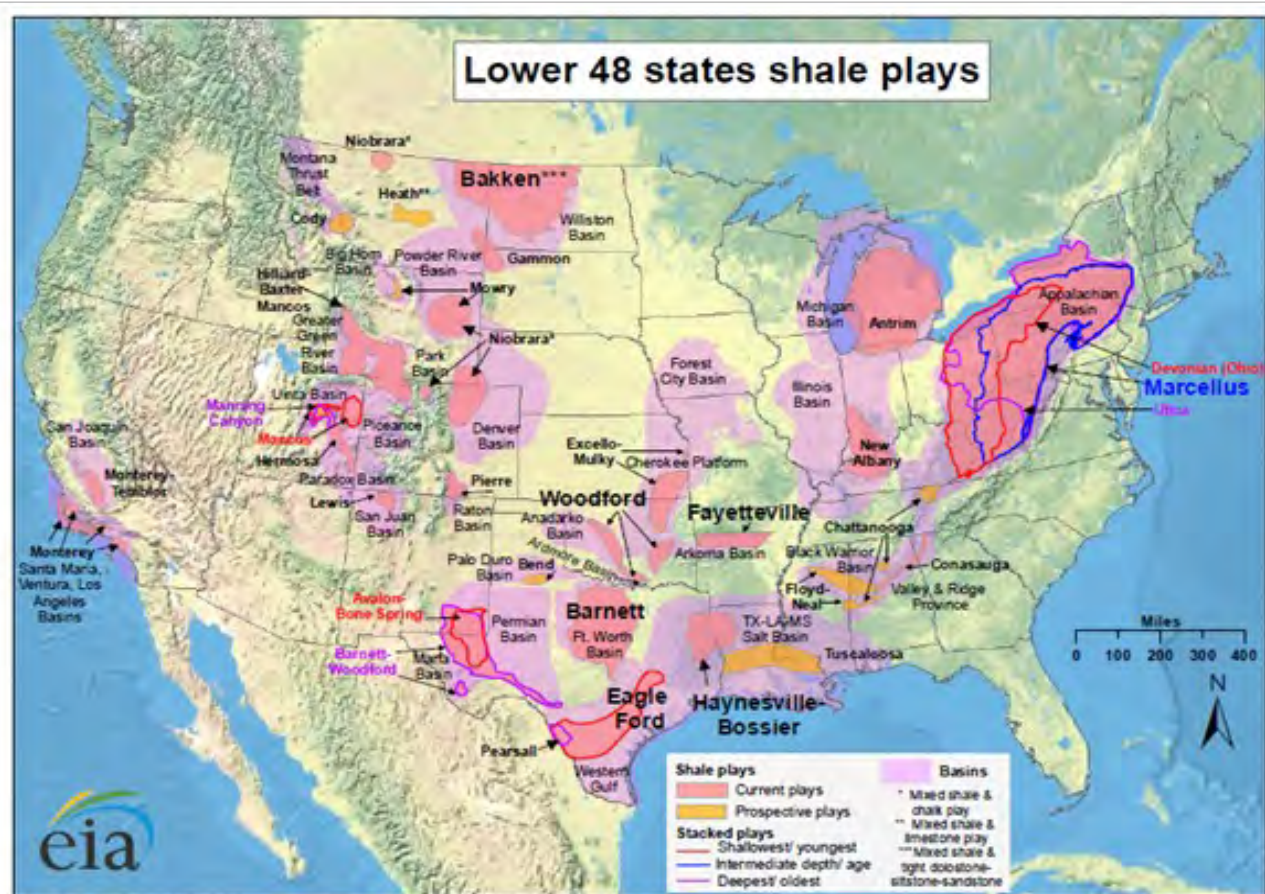 Lower 48 states shale plays
Niobrara*
Montana
Thrust
Belt
Bakken***
Heath**
Cody
Williston
Basin
Big Horn
Basin
Powder River
Basin
Gammon
Hilliard-
Baxter-
Mancos
Mowry
Greater
Green
River
Basin
Niobrara*
Park
Basin
Michigan
Basin
Antrim
Appalachian
Basin
Devonian (Ohio)
Marcellus
Utica
Forest
City Basin
Illinois
Basin
Uinta Basin
Manning
Canyon
Mancos
Piceance
Basin
Denver
Basin
San Joaquin
Basin
Hermosa
Excello-
Mulky
Cherokee Platform
New
Albany
Monterey-
Temblor
Paradox Basin
Lewis
Pierre
San Juan
Basin
Raton
Basin
Woodford
Anadarko
Basin
Fayetteville
Chattanooga
Monterey
Santa Maria,
Ventura, Los
Angeles
Basins
Ardmore Basin
Arkoma Basin
Black Warrior
Basin
Conasauga
Palo Duro
Basin
Bend
Floyd-
Neal
Valley & Ridge
Province
Avalon-
Bone Spring
Permian
Basin
Barnett
Ft. Worth
Basin
TX-LA-MS
Salt Basin
Tuscaloosa
Barnett-
Woodford
Marfa
Basin
Eagle
Ford
Haynesville-
Bossier
Pearsall
Western
Gulf
Miles
0 100 200 300 400
N
Shale plays
Current plays
Prospective plays
Stacked plays
Shallowest/ youngest
Intermediate depth/ age
Deepest/ oldest
Basins
* Mixed shale &
chalk play
** Mixed shale &
limestone play
***Mixed shale &
tight dolostone-
siltstone-sandstone
eia